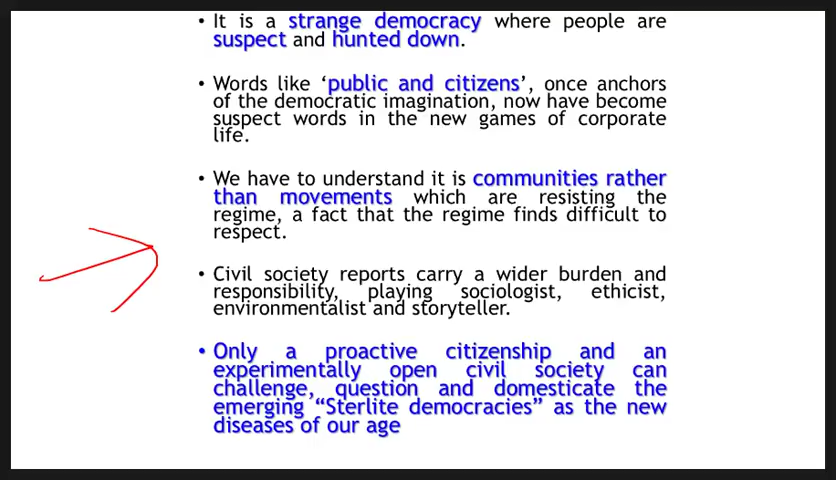 • It is a strange democracy where people are
suspect and hunted down.
• Words like ‘public and citizens’, once anchors
of the democratic imagination, now have become
suspect words in the new games of corporate
life.
• We have to understand it is communities rather
than movements which are resisting the
regime, a fact that the regime finds difficult to
respect.
• Civil society reports carry a wider burden and
responsibility, playing sociologist, ethicist,
environmentalist and storyteller.
• Only a proactive citizenship and an
experimentally open civil society can
challenge, question and domesticate the
emerging “Sterlite democracies” as the new
diseases of our age